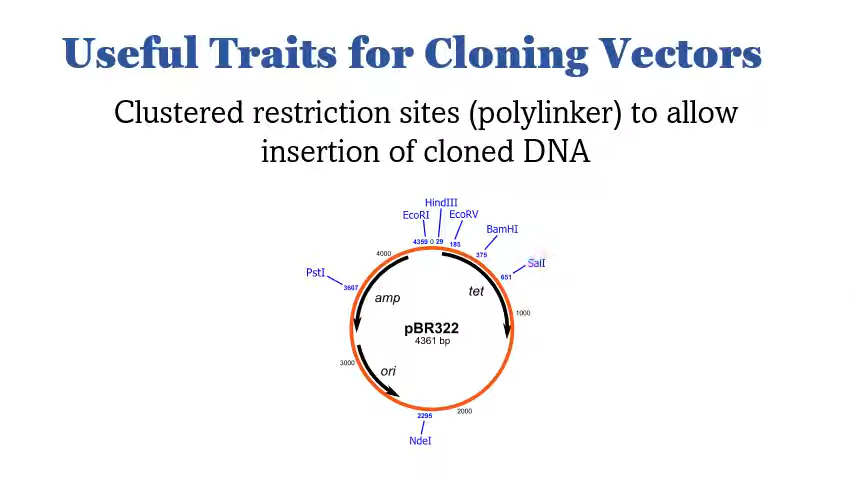 Useful Traits for Cloning Vectors
Clustered restriction sites (polylinker) to allow
insertion of cloned DNA
HindIII
EcoRI
EcoRV
BamHI
SalI
PstI
4359 0 29
185
375
651
4000
3607
amp
tet
1000
pBR322
4361 bp
3000
ori
2295
2000
NdeI